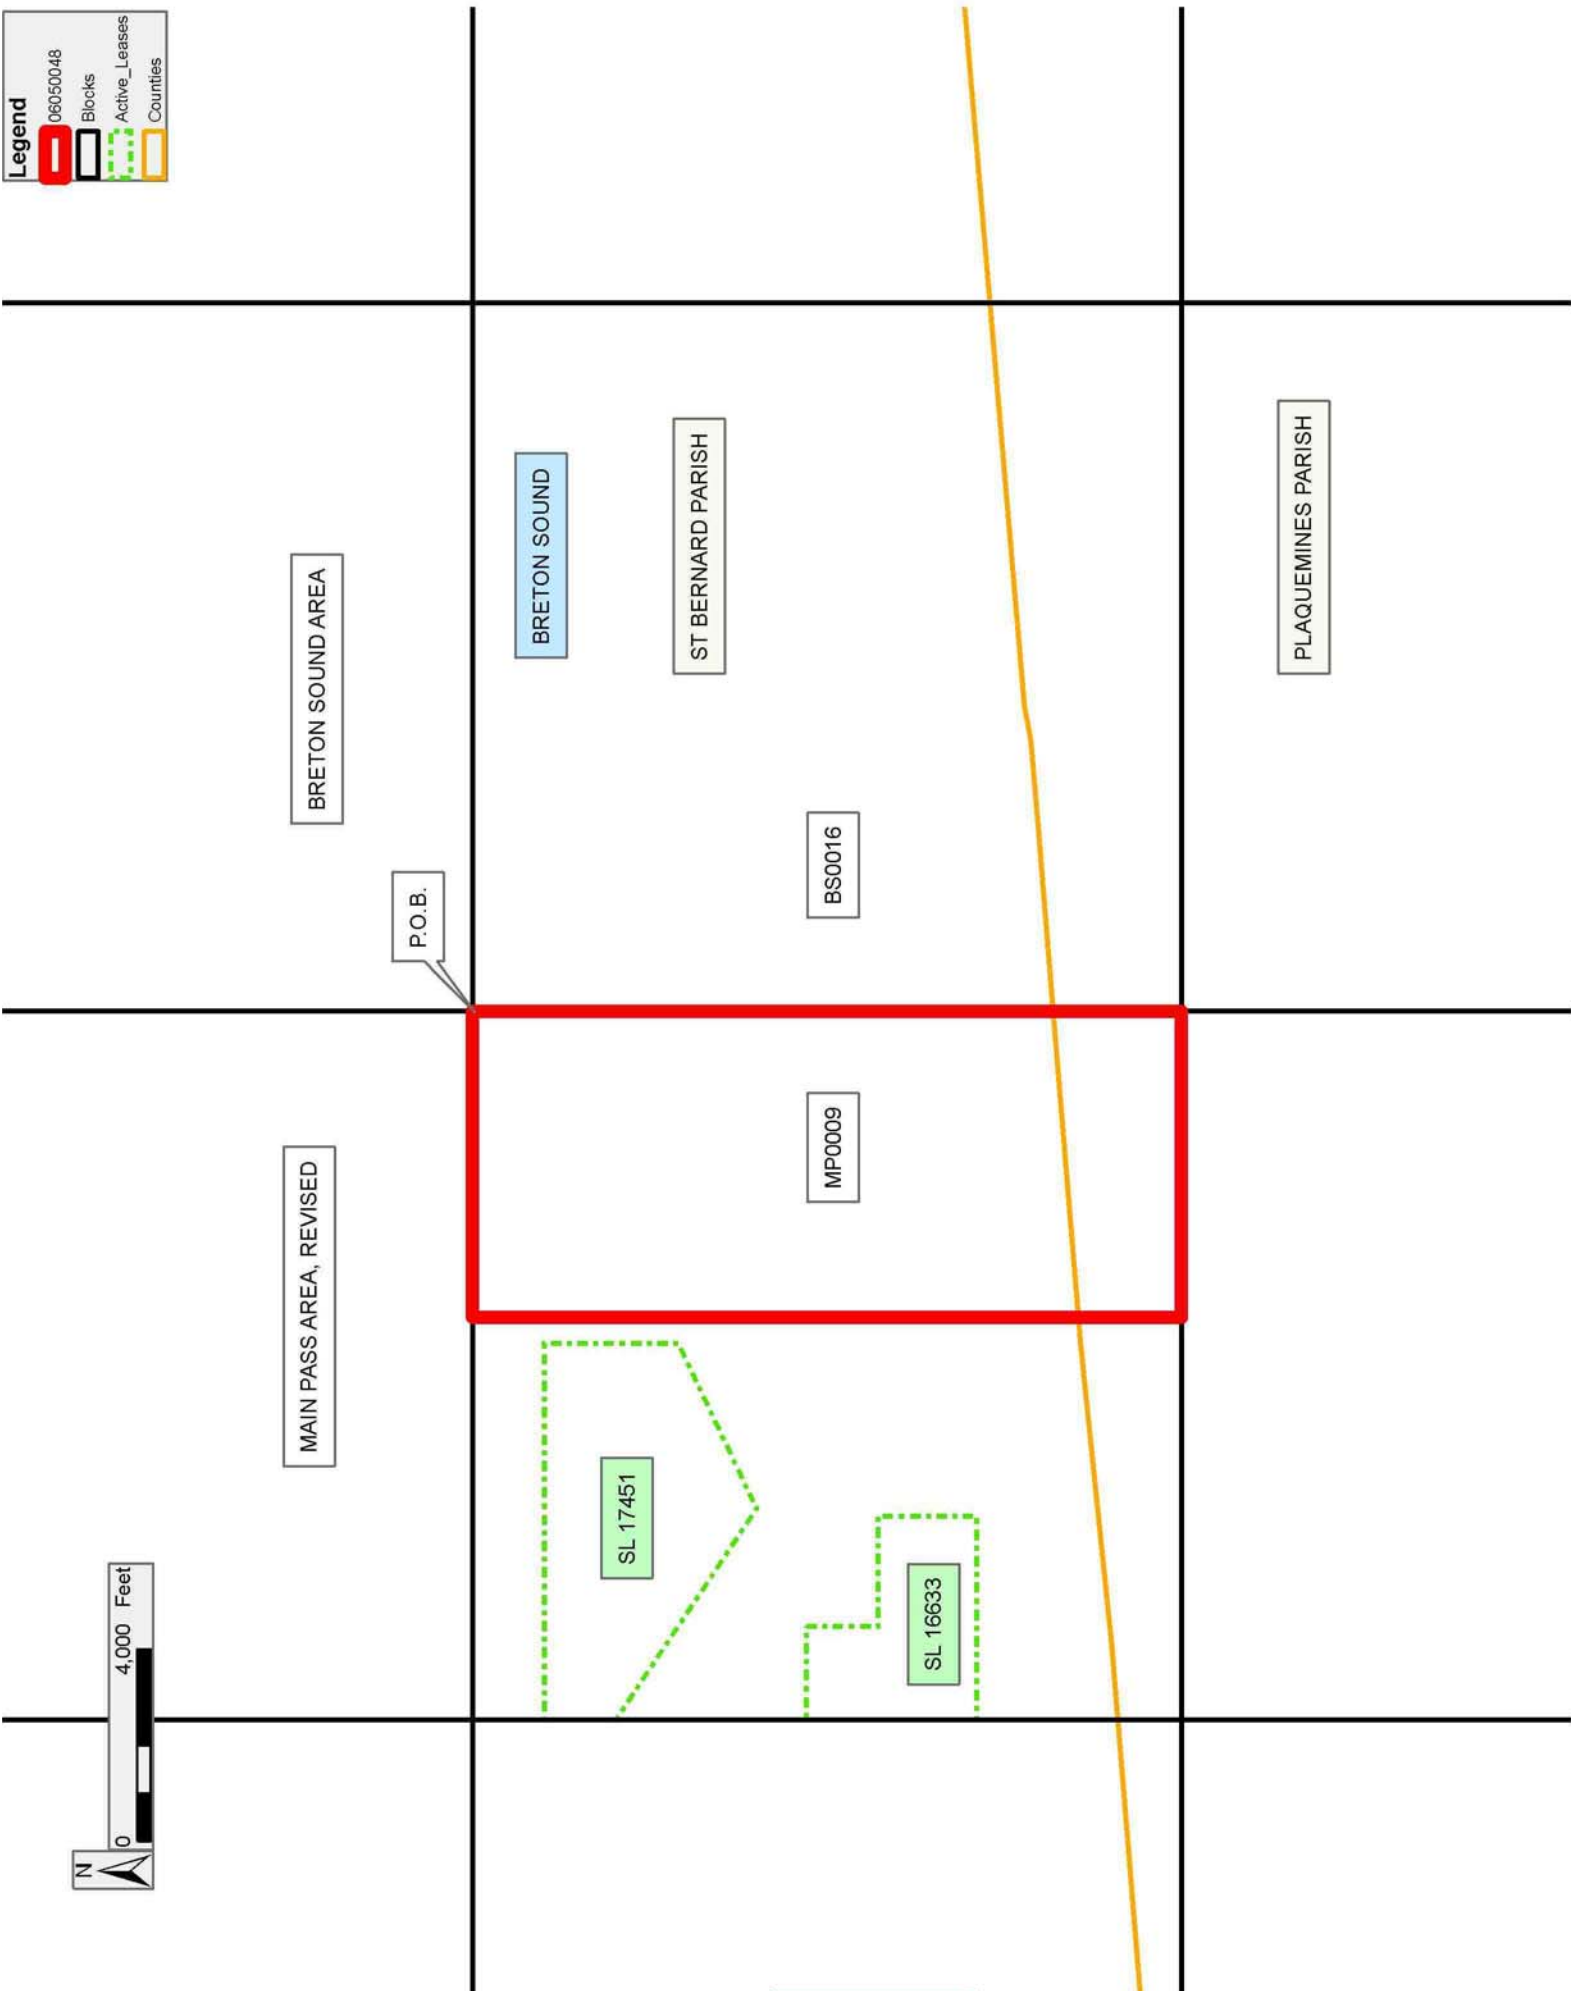 N
0 4,000 Feet
Legend
06050048
Blocks
Active_Leases
Counties
MAIN PASS AREA, REVISED
BRETON SOUND AREA
P.O.B.
BRETON SOUND
SL 17451
ST BERNARD PARISH
MP0009
BS0016
SL 16633
PLAQUEMINES PARISH